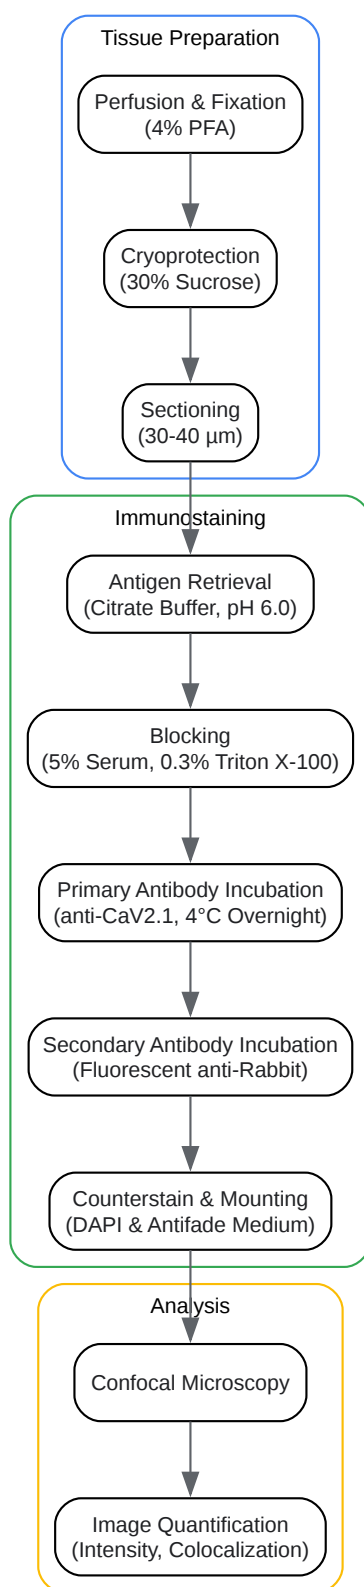 Tissue Preparation
Perfusion & Fixation
(4% PFA)
Cryoprotection
(30% Sucrose)
Sectioning
(30-40 µm)
Immunostaining
Antigen Retrieval
(Citrate Buffer, pH 6.0)
Blocking
(5% Serum, 0.3% Triton X-100)
Primary Antibody Incubation
(anti-CaV2.1, 4°C Overnight)
Secondary Antibody Incubation
(Fluorescent anti-Rabbit)
Counterstain & Mounting
(DAPI & Antifade Medium)
Analysis
Confocal Microscopy
Image Quantification
(Intensity, Colocalization)